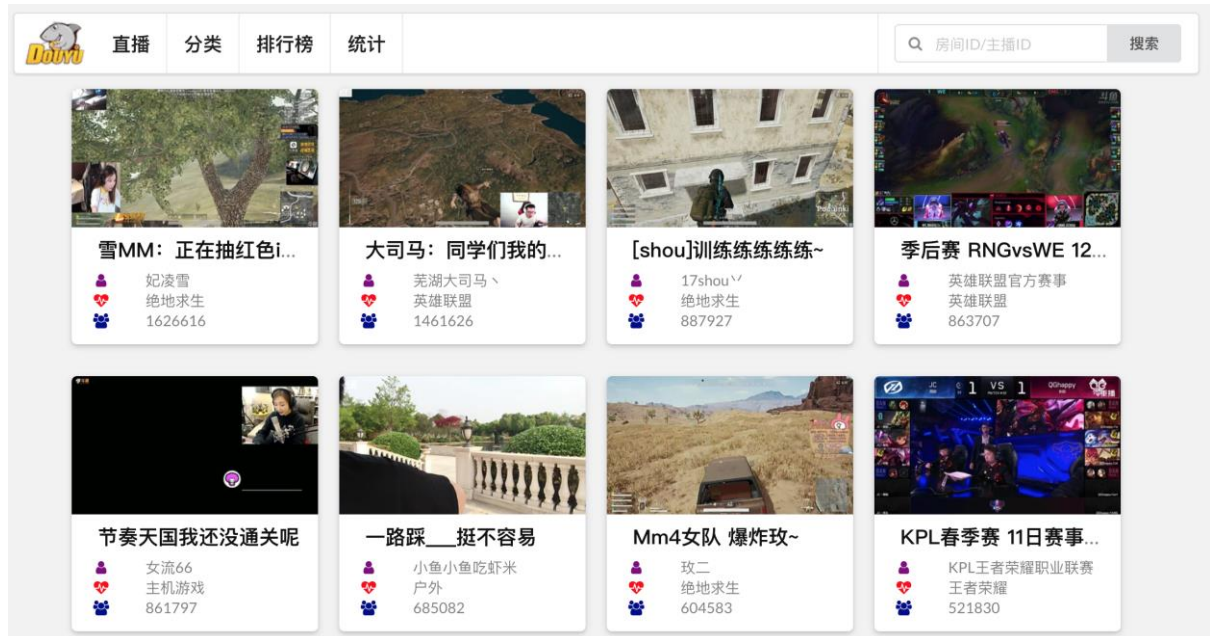 DOUYU
直播
分类
排行榜
统计
房间ID/主播ID
搜索
雪MM：正在抽红色i...
妃凌雪
绝地求生
1626616
大司马：同学们我的...
芜湖大司马丶
英雄联盟
1461626
[shou]训练练练练练~
17shou丷
绝地求生
887927
季后赛 RNGvsWE 12...
英雄联盟官方赛事
英雄联盟
863707
节奏天国我还没通关呢
女流66
主机游戏
861797
一路踩___挺不容易
小鱼小鱼吃虾米
户外
685082
Mm4女队 爆炸玫~
玫二
绝地求生
604583
JC
1 VS 1
QGhappy
KPL春季赛 11日赛事...
KPL王者荣耀职业联赛
王者荣耀
521830